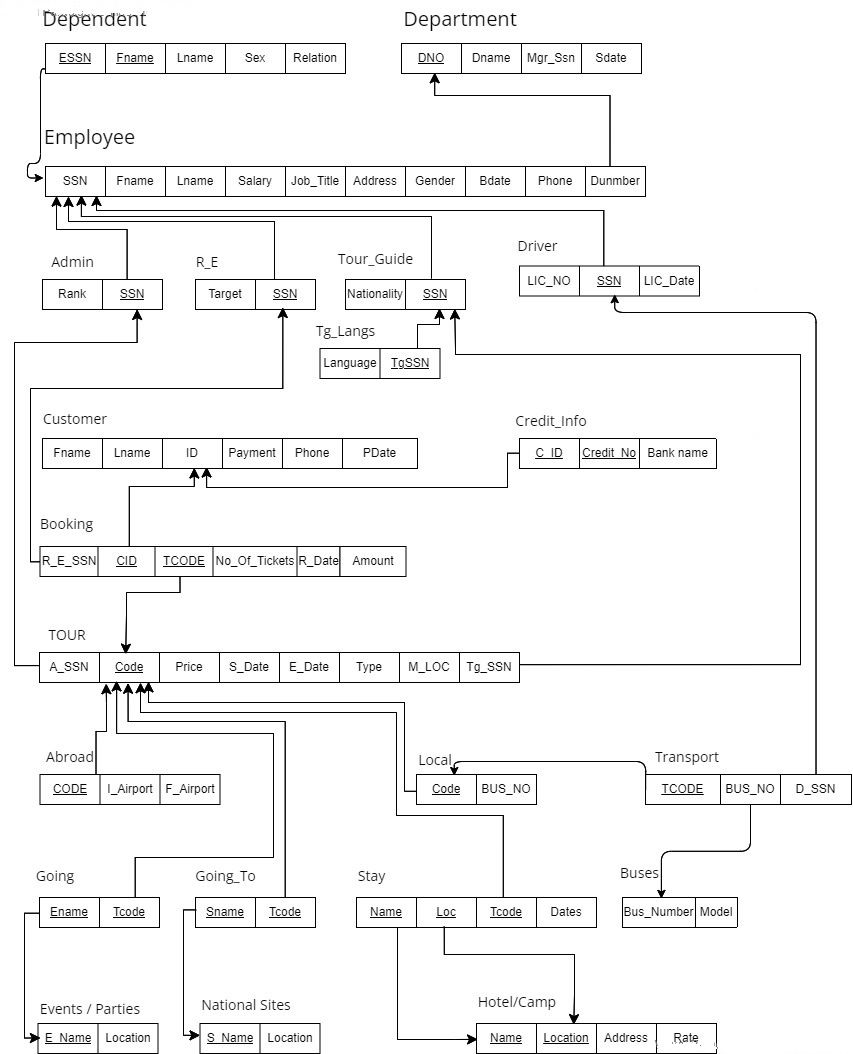 Dependent Department
ESSN Fname Lname Sex Relation DNO Dname Mgr_Ssn Sdate
Employee
SSN Fname Lname Salary Job_Title Address Gender Bdate Phone Dunmber
Driver
Tour_Guide
Admin R_E
LIC_NO SSN LIC_Date
Rank SSN Target SSN Nationality SSN
Tg_Langs
Language TgSSN
Customer Credit_Info
Fname Lname ID Payment Phone PDate C_ID Credit_No Bank name
Booking
R_E_SSN CID TCODE No_Of_Tickets R_Date Amount
TOUR
A_SSN Code Price S_Date E_Date Type M_LOC Tg_SSN
Abroad Local Transport
CODE I_Airport F_Airport Code BUS_NO TCODE BUS_NO D_SSN
Going Going_To Stay Buses
Ename Tcode Sname Tcode Name Loc Tcode Dates Bus_Number Model
Events / Parties National Sites Hotel/Camp
E_Name Location S_Name Location Name Location Address Rate